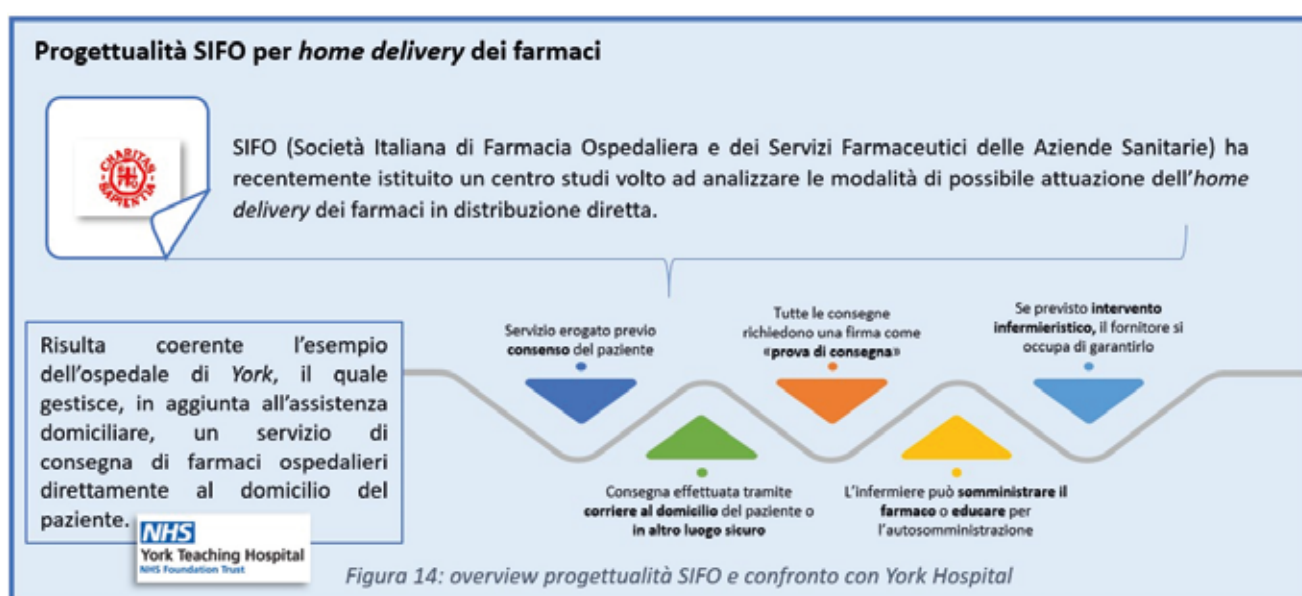 Progettualità SIFO per home delivery dei farmaci
CHARITAS
SAPIENTIA
SIFO (Società Italiana di Farmacia Ospedaliera e dei Servizi Farmaceutici delle Aziende Sanitarie) ha
recentemente istituito un centro studi volto ad analizzare le modalità di possibile attuazione dell'home
delivery dei farmaci in distribuzione diretta.
Risulta coerente l'esempio
dell'ospedale di York, il quale
gestisce, in aggiunta all'assistenza
domiciliare, un servizio di
consegna di farmaci ospedalieri
direttamente al domicilio del
paziente.
NHS
York Teaching Hospital
NHS Foundation Trust
Servizio erogato previo
consenso del paziente
Consegna effettuata tramite
corriere al domicilio del paziente o
in altro luogo sicuro
Tutte le consegne
richiedono una firma come
«prova di consegna»
L'infermiere può somministrare il
farmaco o educare per
l'autosomministrazione
Se previsto intervento
infermieristico, il fornitore si
occupa di garantirlo
Figura 14: overview progettualità SIFO e confronto con York Hospital